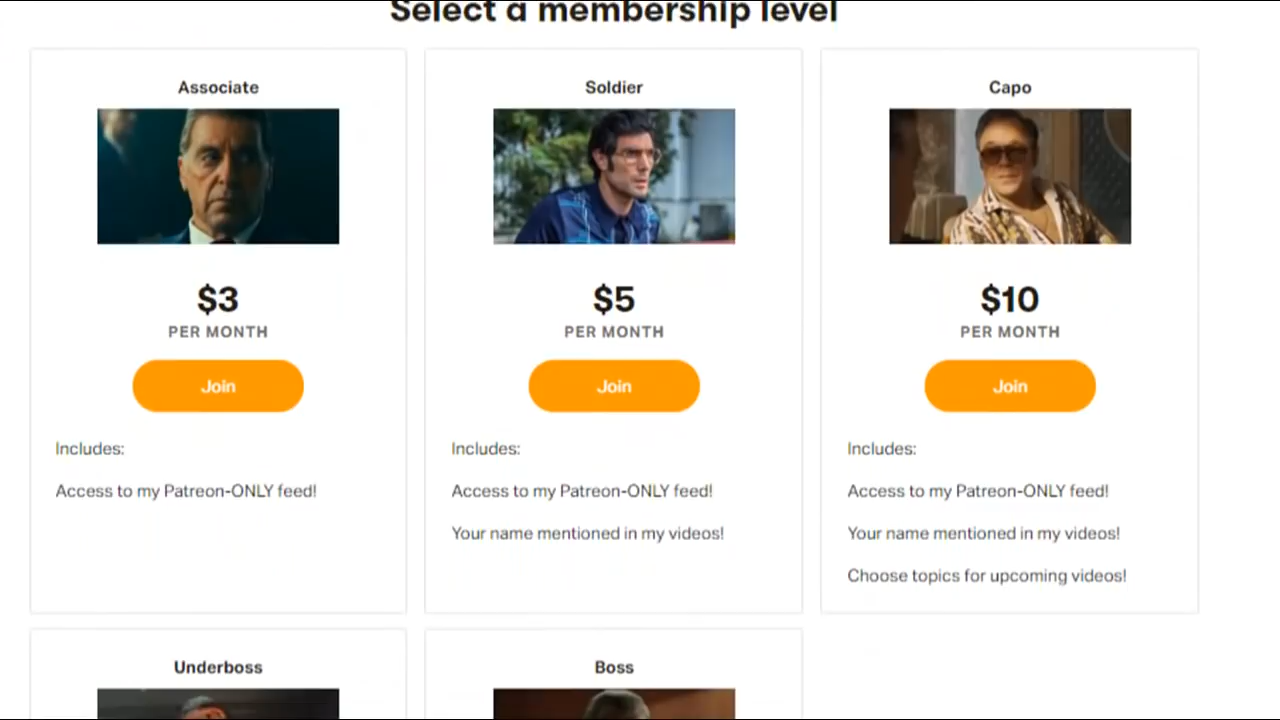 Select a membership level
Associate
Soldier
Capo
$3
PER MONTH
Join
Includes:
Access to my Patreon-ONLY feed!
$5
PER MONTH
Join
Includes:
Access to my Patreon-ONLY feed!
Your name mentioned in my videos!
$10
PER MONTH
Join
Includes:
Access to my Patreon-ONLY feed!
Your name mentioned in my videos!
Choose topics for upcoming videos!
Underboss
Boss